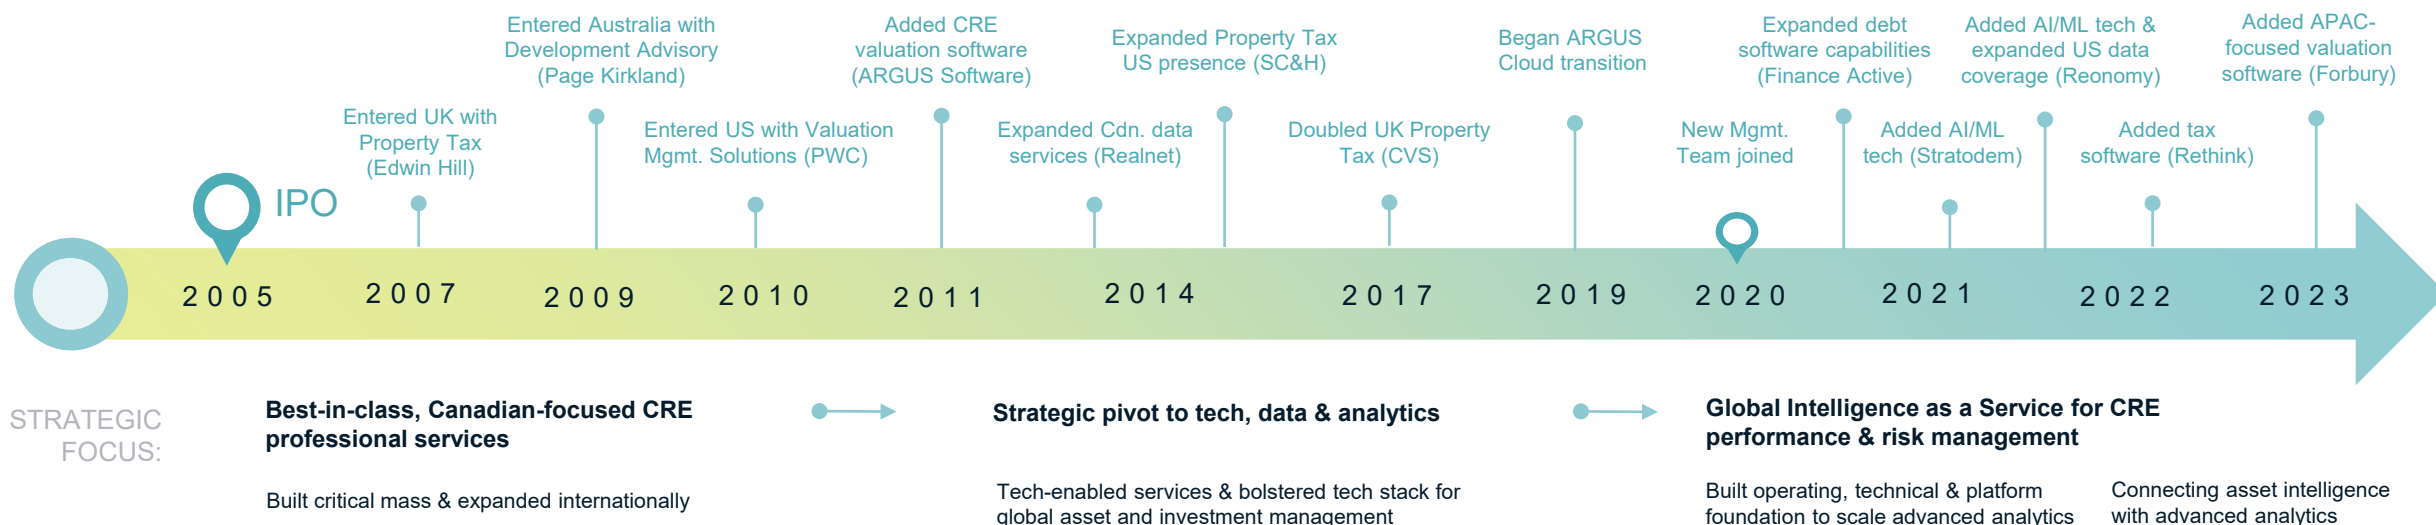 Entered Australia with
Development Advisory
(Page Kirkland)
Added CRE
valuation software
(ARGUS Software)
Expanded Property Tax
US presence (SC&H)
Began ARGUS
Cloud transition
Expanded debt
software capabilities
(Finance Active)
Added AI/ML tech &
expanded US data
coverage (Reonomy)
Added APAC-
focused valuation
software (Forbury)
Entered UK with
Property Tax
(Edwin Hill)
Entered US with Valuation
Mgmt. Solutions (PWC)
Expanded Cdn. data
services (Realnet)
Doubled UK Property
Tax (CVS)
New Mgmt.
Team joined
Added AI/ML
tech (Stratodem)
Added tax
software (Rethink)
IPO
2005
2007
2009
2010
2011
2014
2017
2019
2020
2021
2022
2023
STRATEGIC
FOCUS:
Best-in-class, Canadian-focused CRE
professional services
Built critical mass & expanded internationally
Strategic pivot to tech, data & analytics
Tech-enabled services & bolstered tech stack for
global asset and investment management
Global Intelligence as a Service for CRE
performance & risk management
Built operating, technical & platform
foundation to scale advanced analytics
Connecting asset intelligence
with advanced analytics